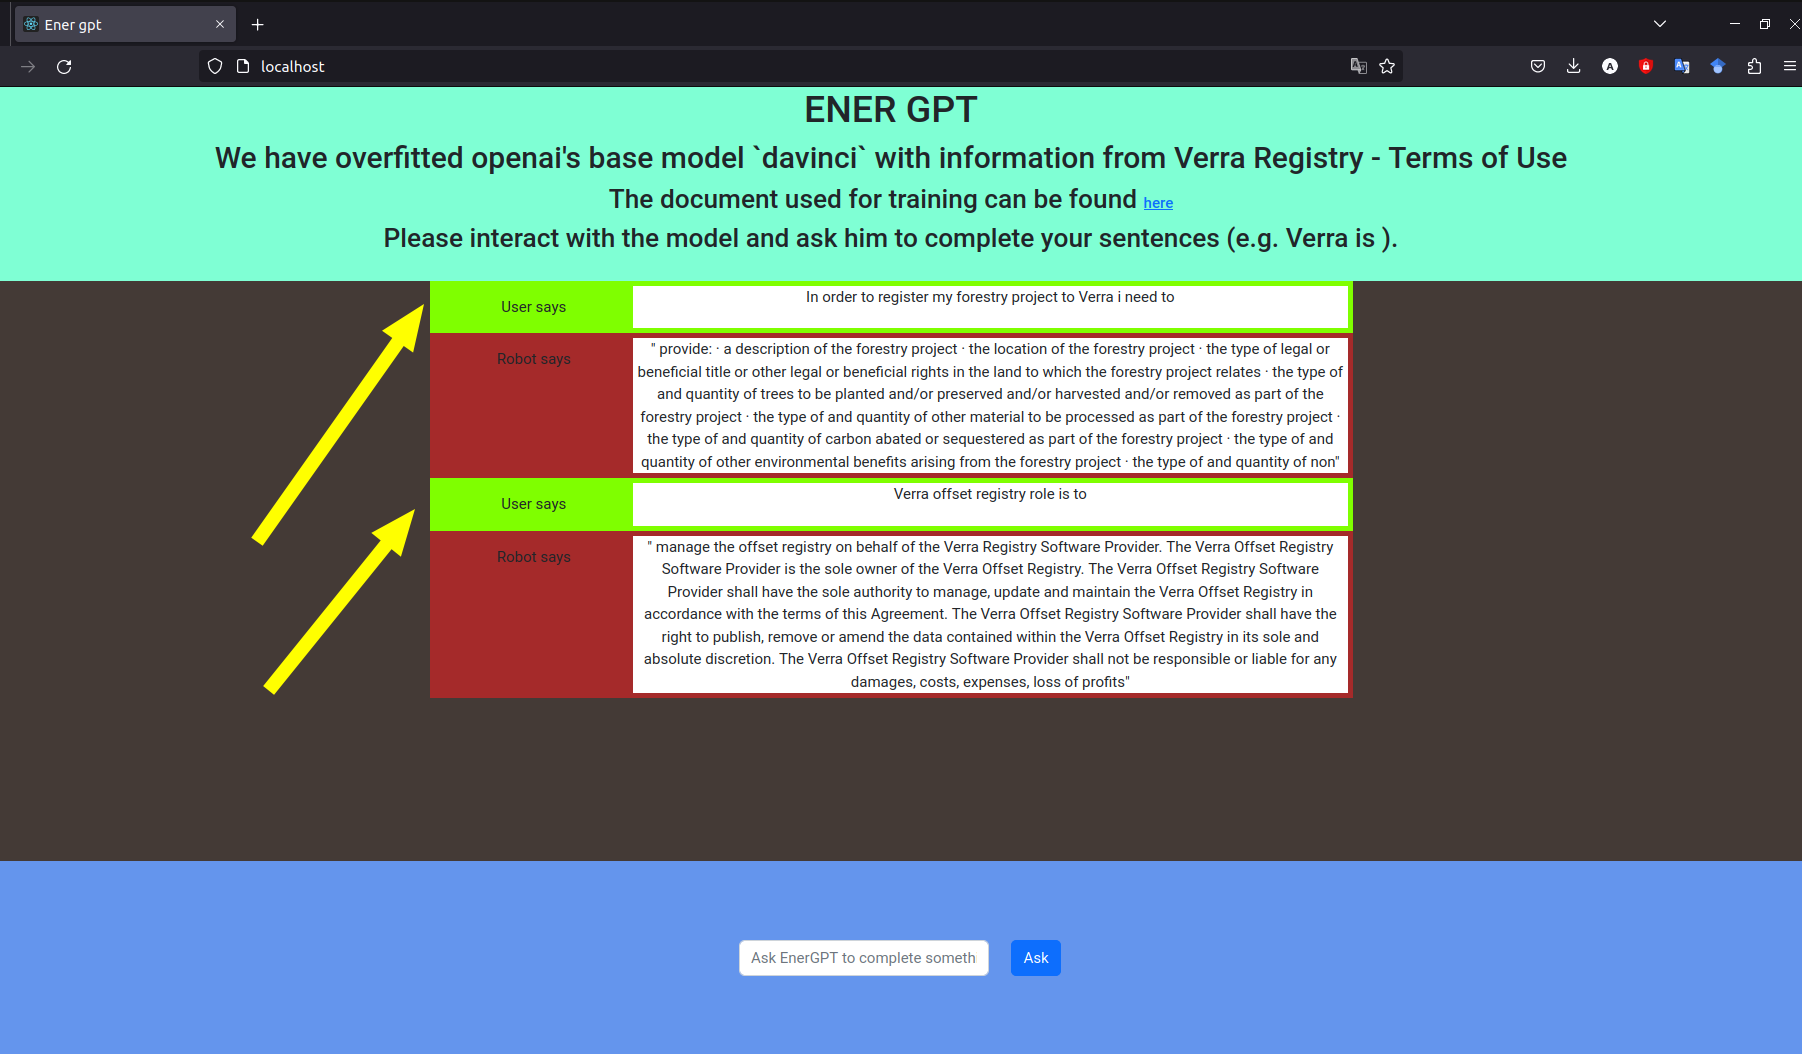 Ener gpt
localhost
ENER GPT
We have overfitted openai's base model `davinci` with information from Verra Registry - Terms of Use
The document used for training can be found here
Please interact with the model and ask him to complete your sentences (e.g. Verra is ).
User says
In order to register my forestry project to Verra i need to
Robot says
" provide: · a description of the forestry project · the location of the forestry project · the type of legal or
beneficial title or other legal or beneficial rights in the land to which the forestry project relates · the type of
and quantity of trees to be planted and/or preserved and/or harvested and/or removed as part of the
forestry project · the type of and quantity of other material to be processed as part of the forestry project ·
the type of and quantity of carbon abated or sequestered as part of the forestry project · the type of and
quantity of other environmental benefits arising from the forestry project · the type of and quantity of non"
User says
Verra offset registry role is to
Robot says
" manage the offset registry on behalf of the Verra Registry Software Provider. The Verra Offset Registry
Software Provider is the sole owner of the Verra Offset Registry. The Verra Offset Registry Software
Provider shall have the sole authority to manage, update and maintain the Verra Offset Registry in
accordance with the terms of this Agreement. The Verra Offset Registry Software Provider shall have the
right to publish, remove or amend the data contained within the Verra Offset Registry in its sole and
absolute discretion. The Verra Offset Registry Software Provider shall not be responsible or liable for any
damages, costs, expenses, loss of profits"
Ask EnerGPT to complete someth
Ask